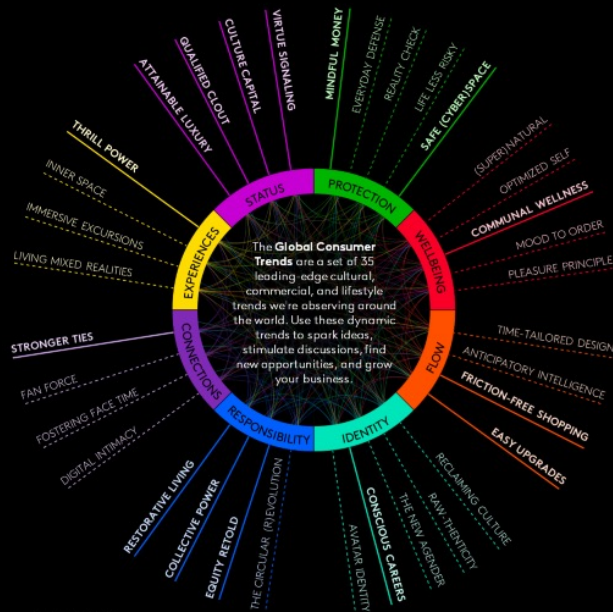 VIRTUE SIGNALING
CULTURE CAPITAL
QUALIFIED CLOUT
ATTAINABLE LUXURY
STATUS
MINDFUL MONEY
EVERYDAY DEFENSE
REALITY CHECK
LIFE LESS RISKY
SAFE (CYBER)SPACE
PROTECTION
(SUPER)NATURAL
OPTIMIZED SELF
COMMUNAL WELLNESS
MOOD TO ORDER
PLEASURE PRINCIPLE
WELLBEING
TIME-TAILORED DESIGN
ANTICIPATORY INTELLIGENCE
FRICTION-FREE SHOPPING
EASY UPGRADES
FLOW
RECLAIMING CULTURE
RAW-THENTICITY
THE NEW AGENDER
CONSCIOUS CAREERS
AVATAR IDENTITY
IDENTITY
THE CIRCULAR (R)EVOLUTION
EQUITY RETOLD
COLLECTIVE POWER
RESTORATIVE LIVING
RESPONSIBILITY
DIGITAL INTIMACY
FOSTERING FACE TIME
FAN FORCE
STRONGER TIES
CONNECTIONS
LIVING MIXED REALITIES
IMMERSIVE EXCURSIONS
INNER SPACE
THRILL POWER
EXPERIENCES
The Global Consumer
Trends are a set of 35
leading-edge cultural,
commercial, and lifestyle
trends we're observing around
the world. Use these dynamic
trends to spark ideas,
stimulate discussions, find
new opportunities, and grow
your business.